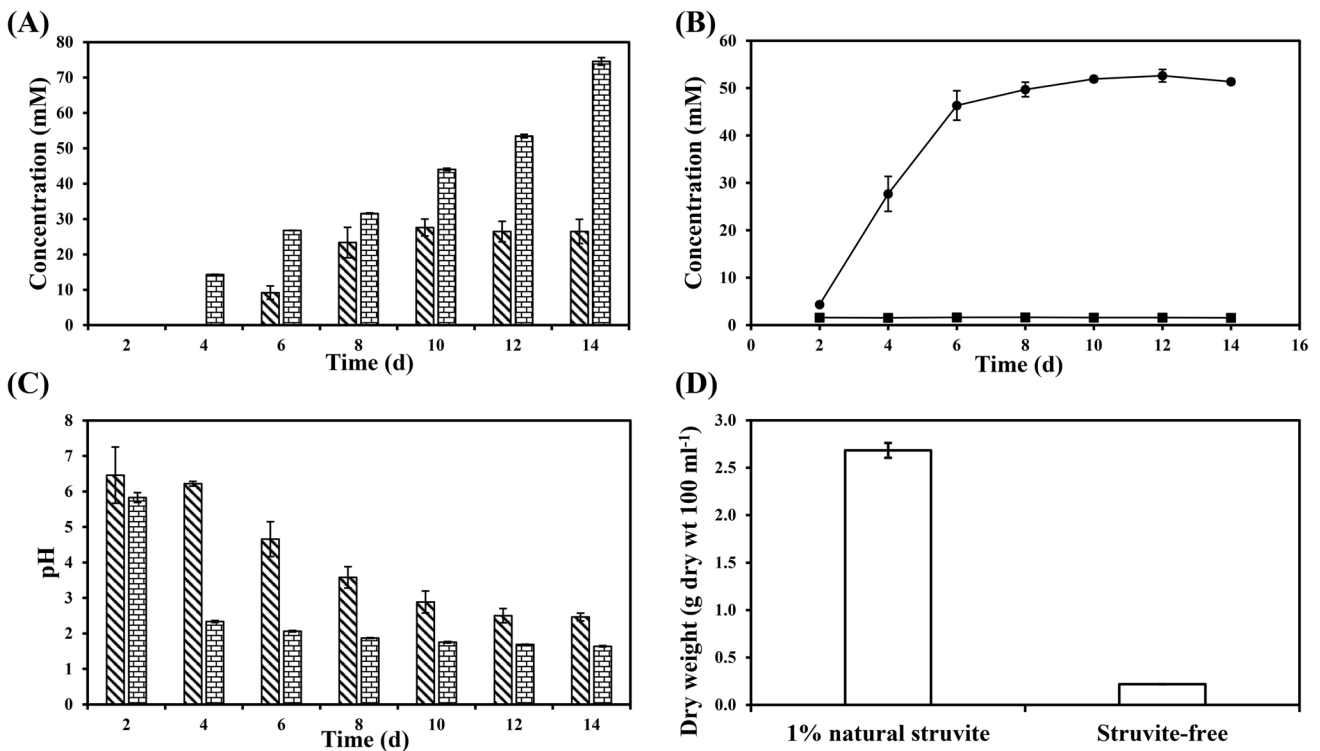 (A)
80
70
60
50
40
30
20
10
0
Concentration (mM)
2 4 6 8 10 12 14
Time (d)
(B)
60
50
40
30
20
10
0
Concentration (mM)
0 2 4 6 8 10 12 14 16
Time (d)
(C)
8
7
6
5
4
3
2
1
0
pH
2 4 6 8 10 12 14
Time (d)
(D)
3.0
2.5
2.0
1.5
1.0
0.5
0.0
Dry weight (g dry wt 100 ml⁻¹)
1% natural struvite Struvite-free